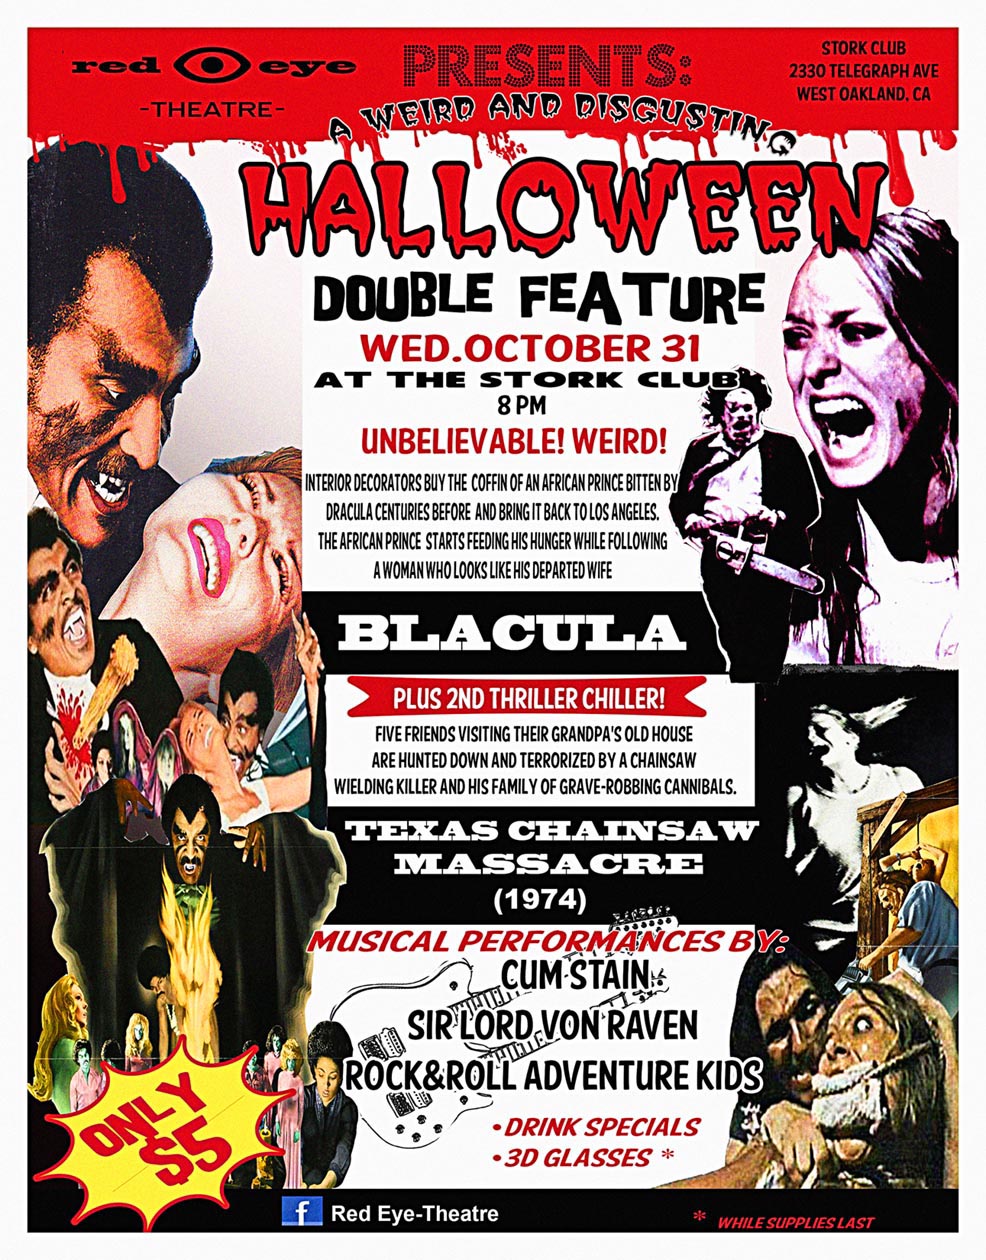 red eye
-THEATRE-
PRESENTS:
STORK CLUB
2330 TELEGRAPH AVE
WEST OAKLAND, CA
A WEIRD AND DISGUSTING
HALLOWEEN
DOUBLE FEATURE
WED.OCTOBER 31
AT THE STORK CLUB
8 PM
UNBELIEVABLE! WEIRD!
INTERIOR DECORATORS BUY THE COFFIN OF AN AFRICAN PRINCE BITTEN BY
DRACULA CENTURIES BEFORE AND BRING IT BACK TO LOS ANGELES.
THE AFRICAN PRINCE STARTS FEEDING HIS HUNGER WHILE FOLLOWING
A WOMAN WHO LOOKS LIKE HIS DEPARTED WIFE
BLACULA
PLUS 2ND THRILLER CHILLER!
FIVE FRIENDS VISITING THEIR GRANDPA'S OLD HOUSE
ARE HUNTED DOWN AND TERRORIZED BY A CHAINSAW
WIELDING KILLER AND HIS FAMILY OF GRAVE-ROBBING CANNIBALS.
TEXAS CHAINSAW
MASSACRE
(1974)
MUSICAL PERFORMANCES BY:
CUM STAIN
SIR LORD VON RAVEN
ROCK&ROLL ADVENTURE KIDS
•DRINK SPECIALS
•3D GLASSES *
ONLY
$5
f Red Eye-Theatre
* WHILE SUPPLIES LAST